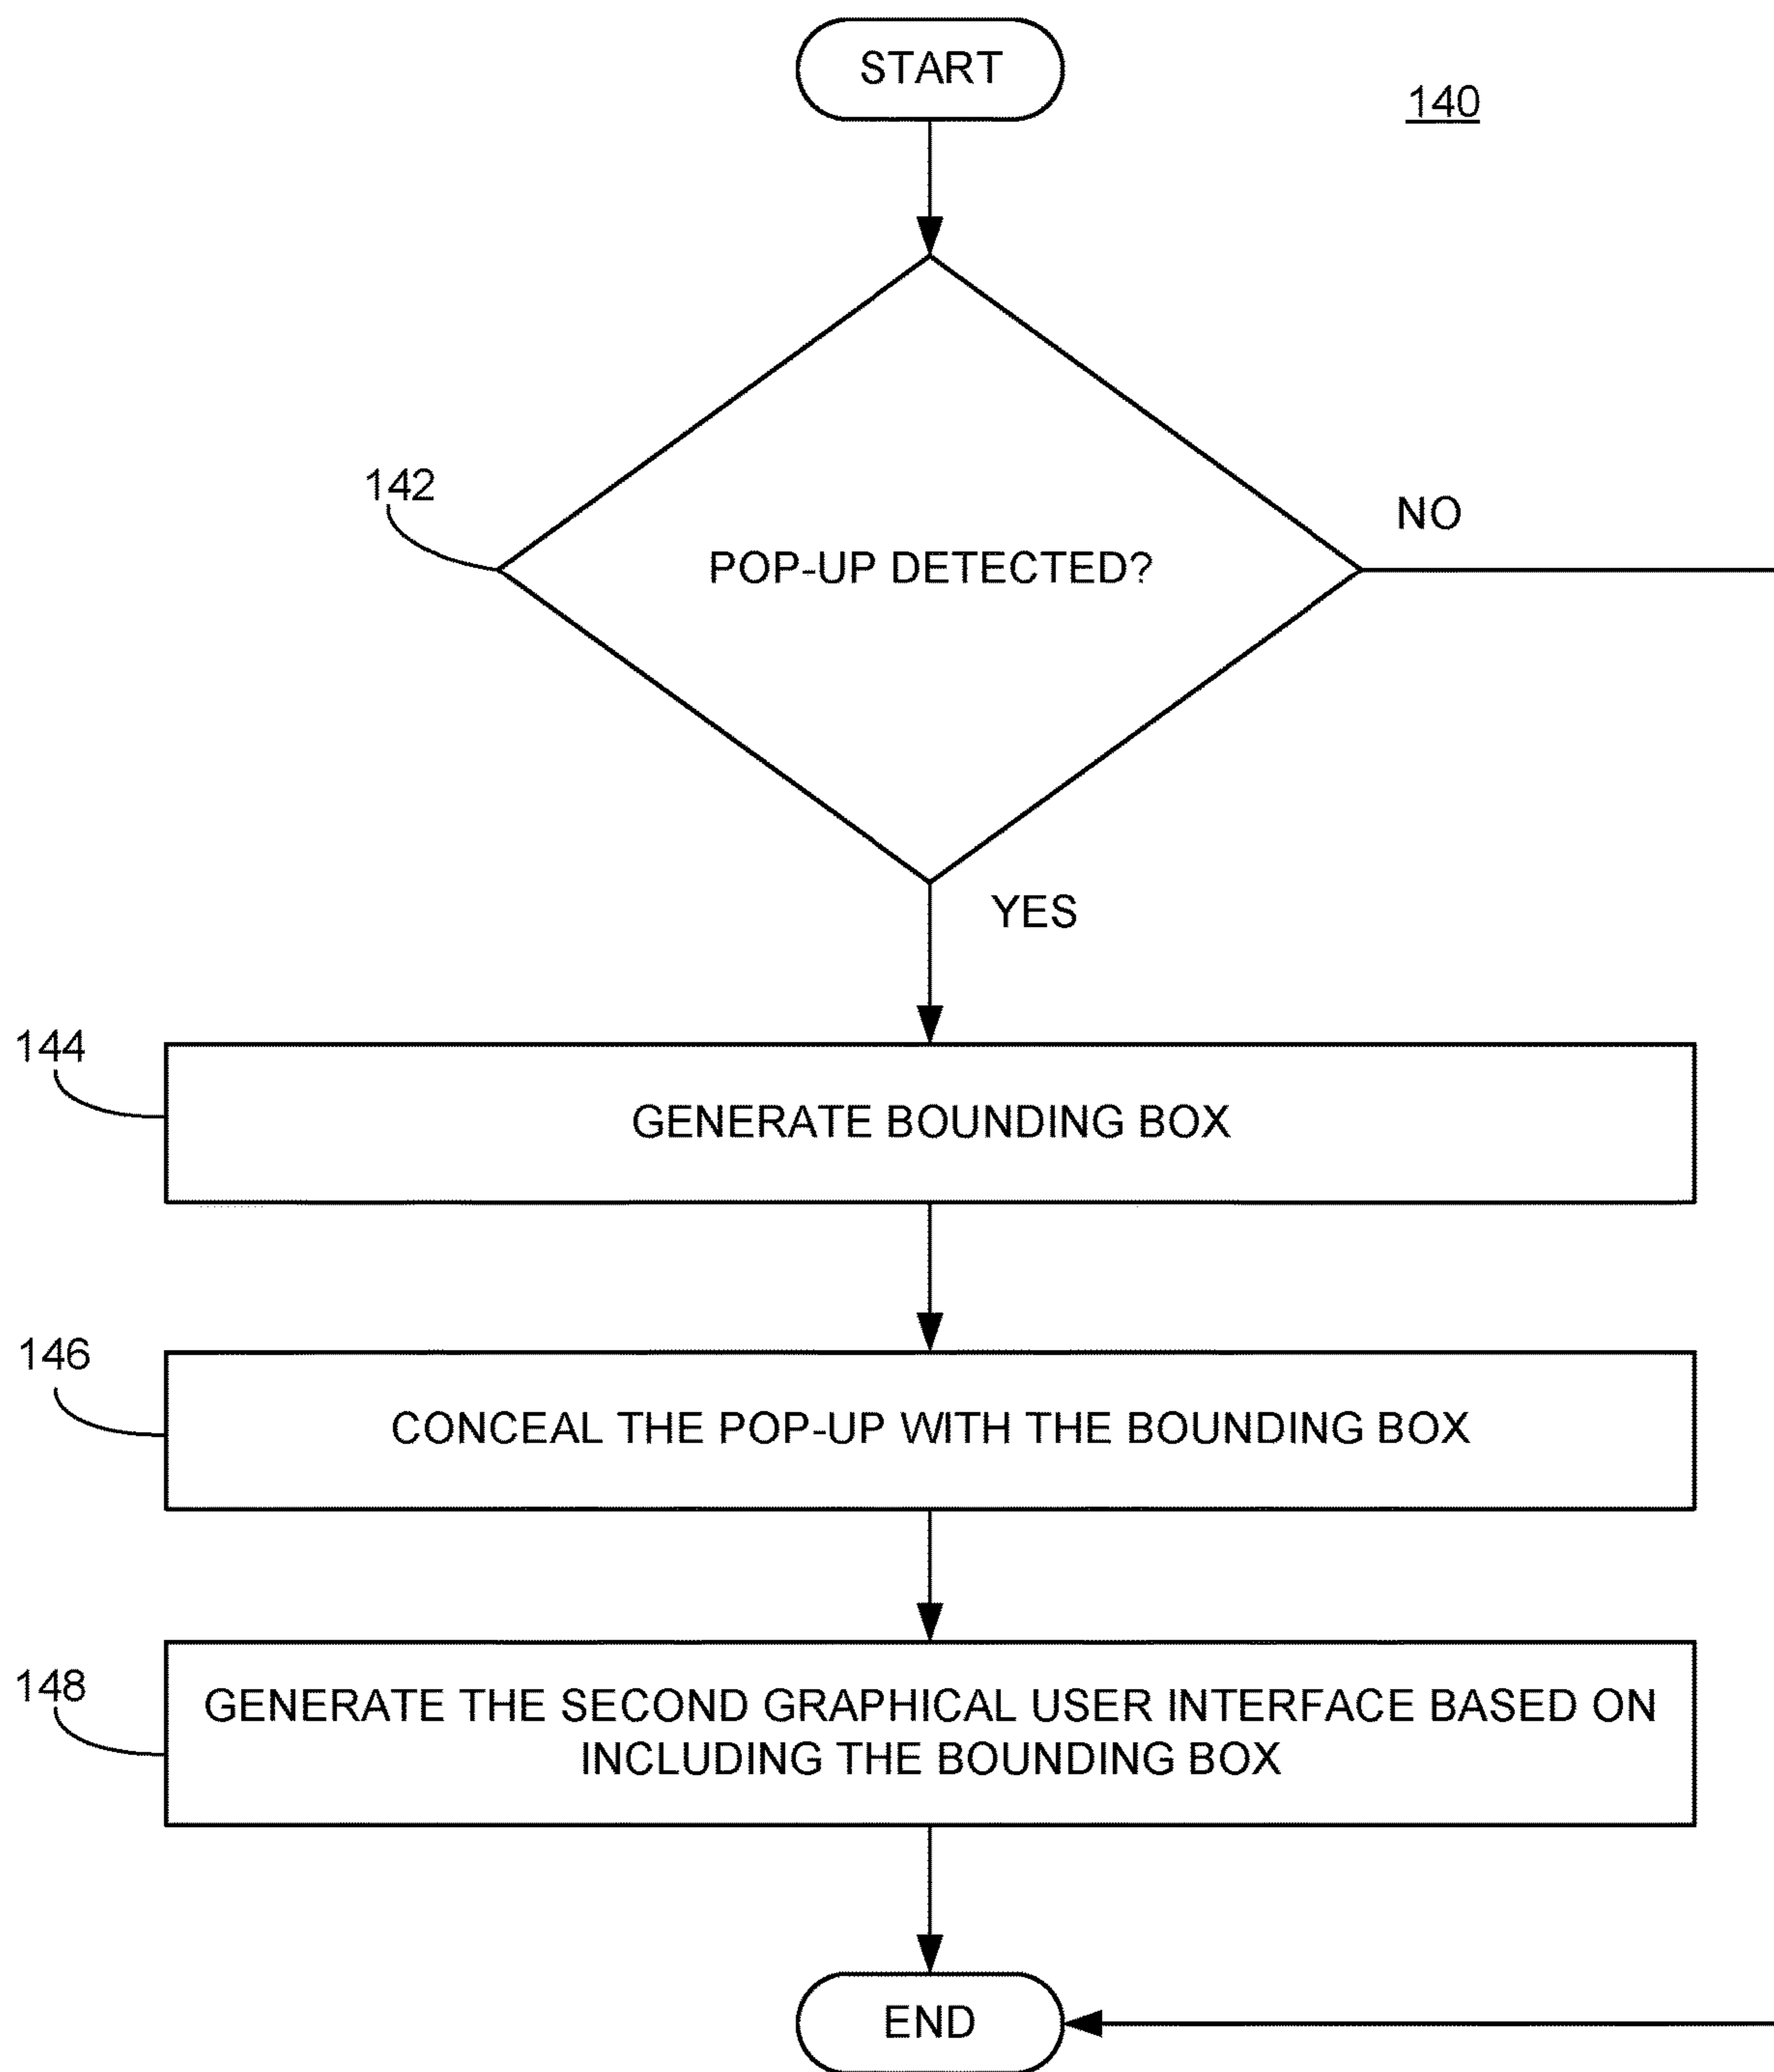 START
140
142
POP-UP DETECTED?
NO
YES
144
GENERATE BOUNDING BOX
146
CONCEAL THE POP-UP WITH THE BOUNDING BOX
148
GENERATE THE SECOND GRAPHICAL USER INTERFACE BASED ON
INCLUDING THE BOUNDING BOX
END